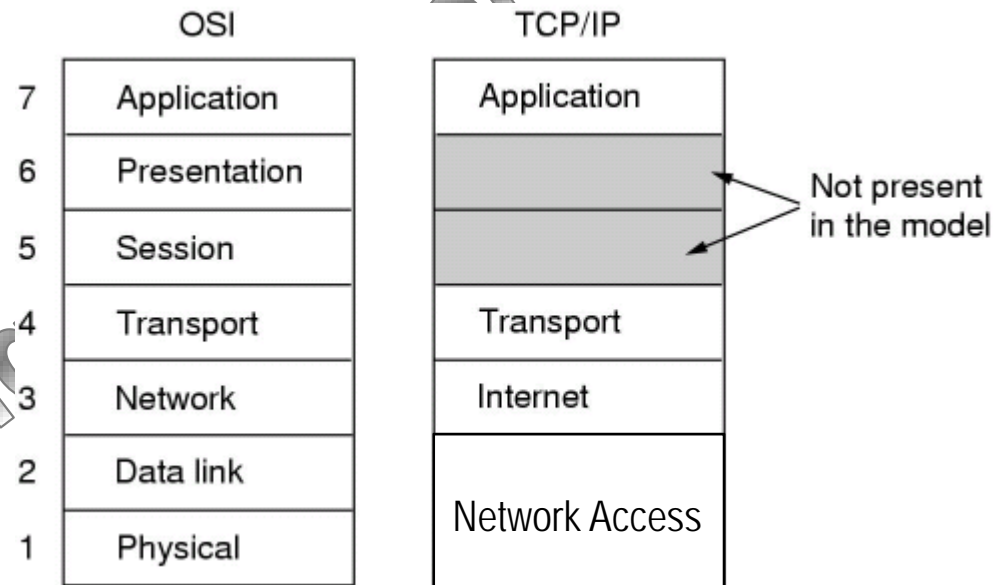 OSI
TCP/IP
7 Application Application
6 Presentation
Not present
in the model
5 Session
4 Transport Transport
3 Network Internet
2 Data link
Network Access
1 Physical